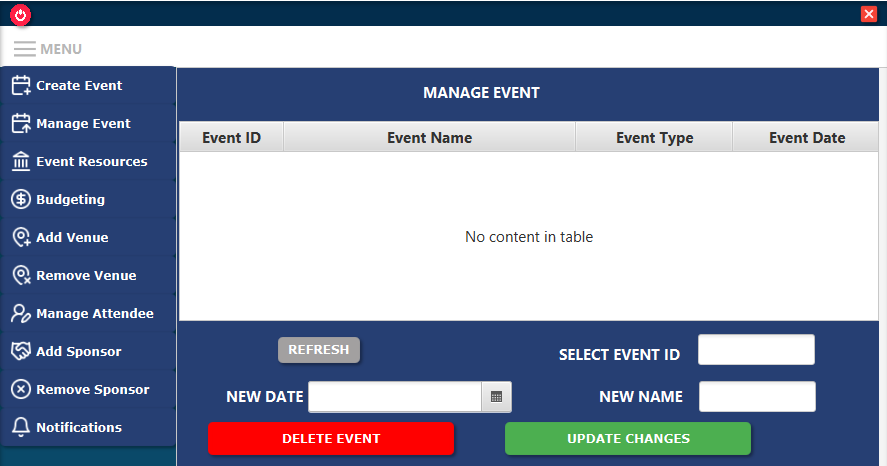 MENU
Create Event
Manage Event
Event Resources
Budgeting
Add Venue
Remove Venue
Manage Attendee
Add Sponsor
Remove Sponsor
Notifications
MANAGE EVENT
Event ID Event Name Event Type Event Date
No content in table
REFRESH
SELECT EVENT ID
NEW DATE
NEW NAME
DELETE EVENT
UPDATE CHANGES